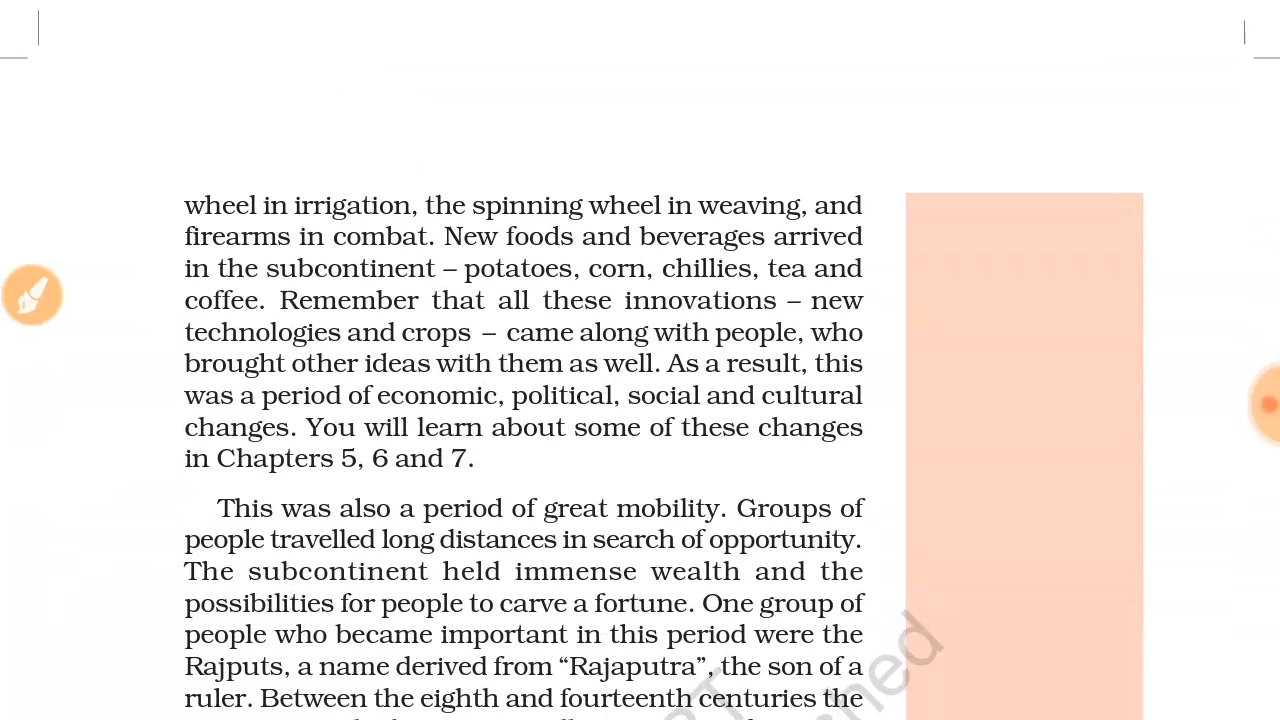 wheel in irrigation, the spinning wheel in weaving, and
firearms in combat. New foods and beverages arrived
in the subcontinent – potatoes, corn, chillies, tea and
coffee. Remember that all these innovations – new
technologies and crops – came along with people, who
brought other ideas with them as well. As a result, this
was a period of economic, political, social and cultural
changes. You will learn about some of these changes
in Chapters 5, 6 and 7.
This was also a period of great mobility. Groups of
people travelled long distances in search of opportunity.
The subcontinent held immense wealth and the
possibilities for people to carve a fortune. One group of
people who became important in this period were the
Rajputs, a name derived from “Rajaputra”, the son of a
ruler. Between the eighth and fourteenth centuries the